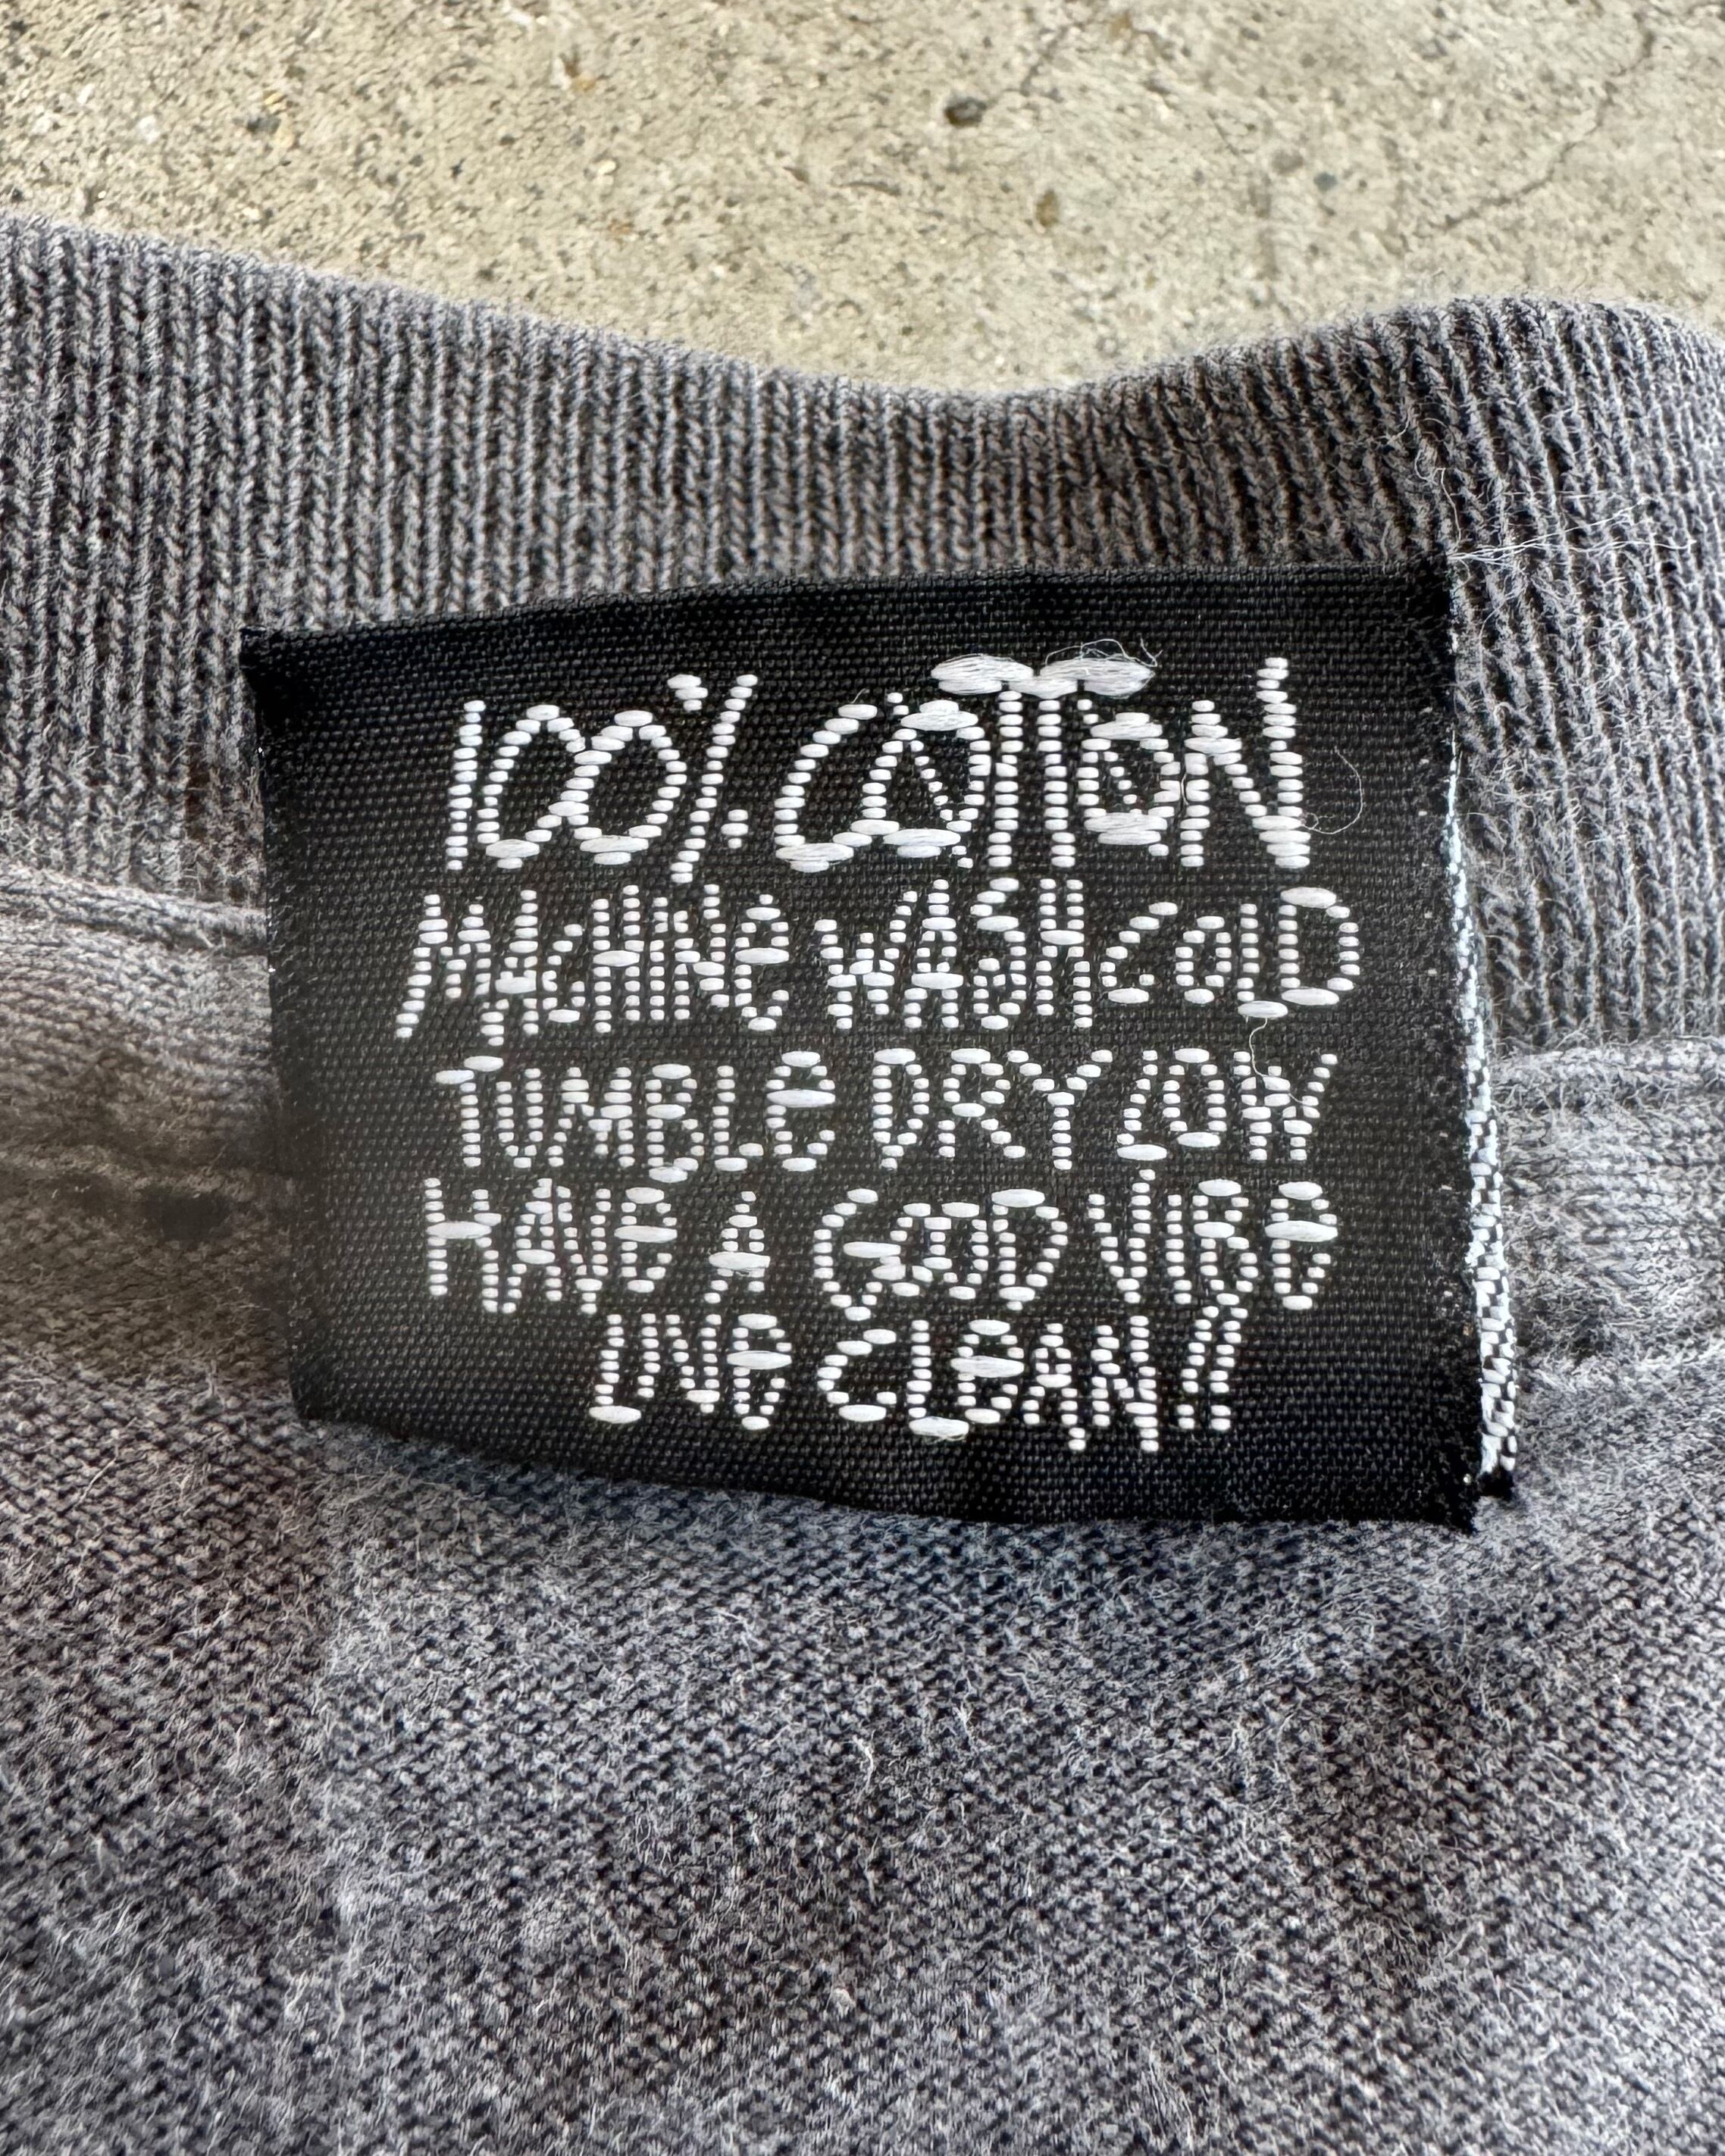 100% COTTON
MACHINE WASH COLD
TUMBLE DRY LOW
HAVE A GOOD VIBE
LIVE CLEAN!!